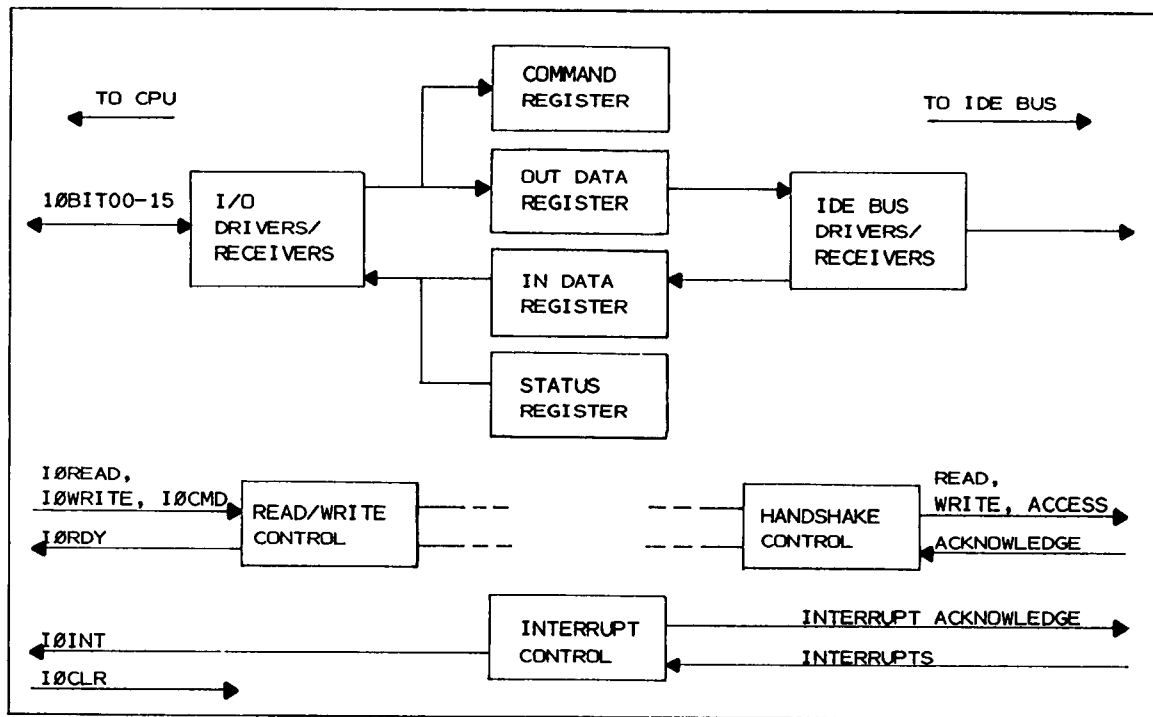 COMMAND
REGISTER
TO CPU
TO IDE BUS
OUT DATA
REGISTER
1ØBIT00-15
I/O
DRIVERS/
RECEIVERS
IDE BUS
DRIVERS/
RECEIVERS
IN DATA
REGISTER
STATUS
REGISTER
IØREAD,
IØWRITE, IØCMD
READ/WRITE
CONTROL
IØRDY
HANDSHAKE
CONTROL
READ,
WRITE, ACCESS
ACKNOWLEDGE
INTERRUPT
CONTROL
INTERRUPT ACKNOWLEDGE
IØINT
INTERRUPTS
IØCLR